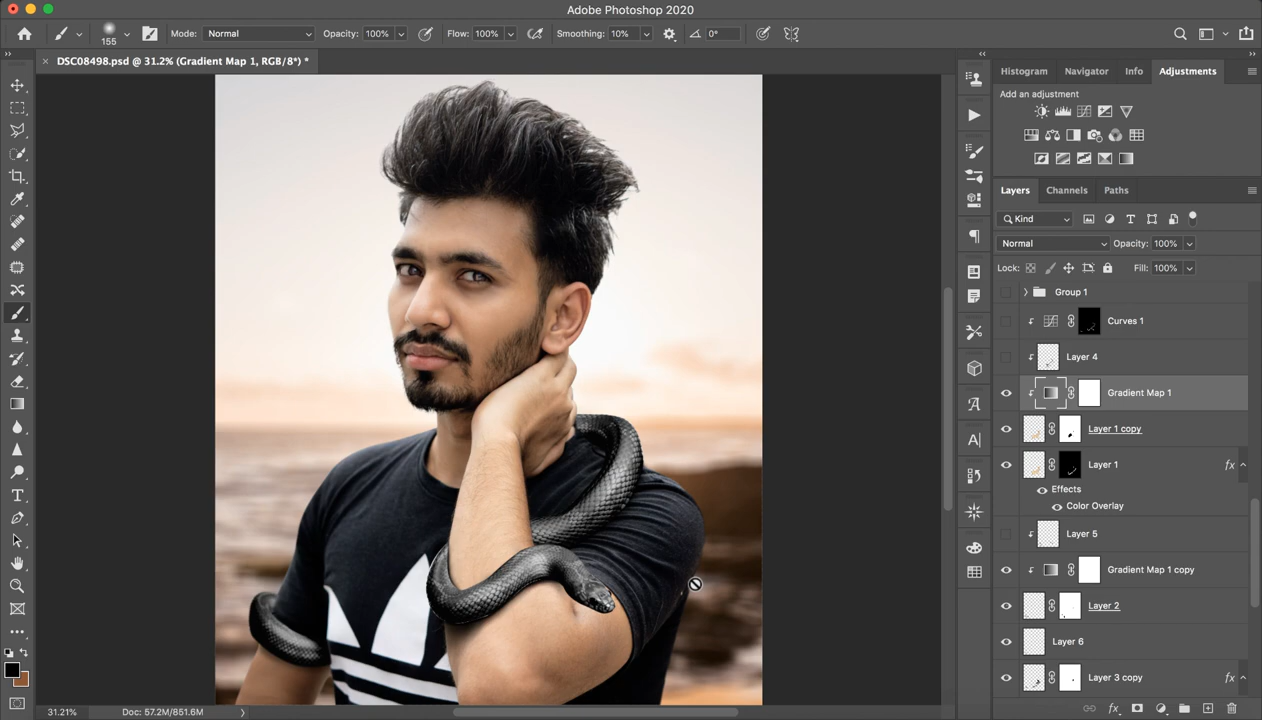 Adobe Photoshop 2020
155
Mode: Normal
Opacity: 100%
Flow: 100%
Smoothing: 10%
0°
DSC08498.psd @ 31.2% (Gradient Map 1, RGB/8*) *
Histogram
Navigator
Info
Adjustments
Add an adjustment
Layers
Channels
Paths
Kind
Normal
Opacity: 100%
Lock:
Fill: 100%
Group 1
Curves 1
Layer 4
Gradient Map 1
Layer 1 copy
Layer 1
fx
Effects
Color Overlay
Layer 5
Gradient Map 1 copy
Layer 2
Layer 6
Layer 3 copy
fx
31.21%
Doc: 57.2M/851.6M
fx